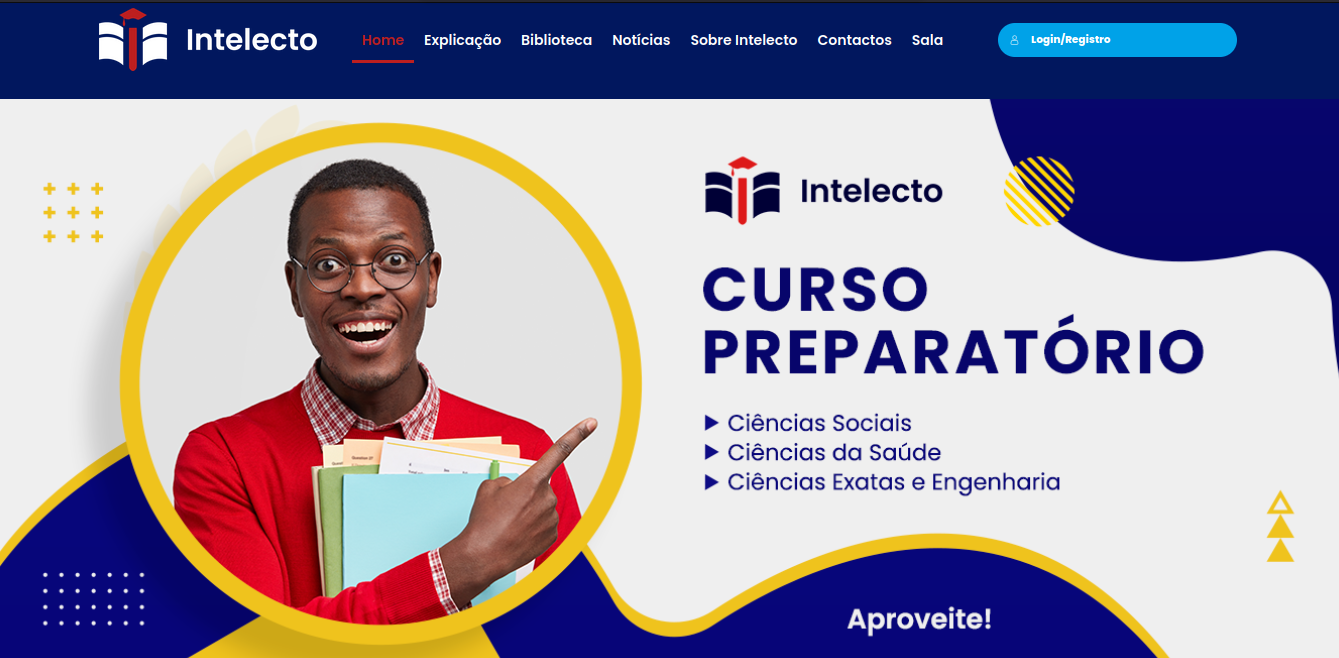 Intelecto
Home Explicação Biblioteca Notícias Sobre Intelecto Contactos Sala
Login/Registro
Intelecto
CURSO
PREPARATÓRIO
Ciências Sociais
Ciências da Saúde
Ciências Exatas e Engenharia
Aproveite!